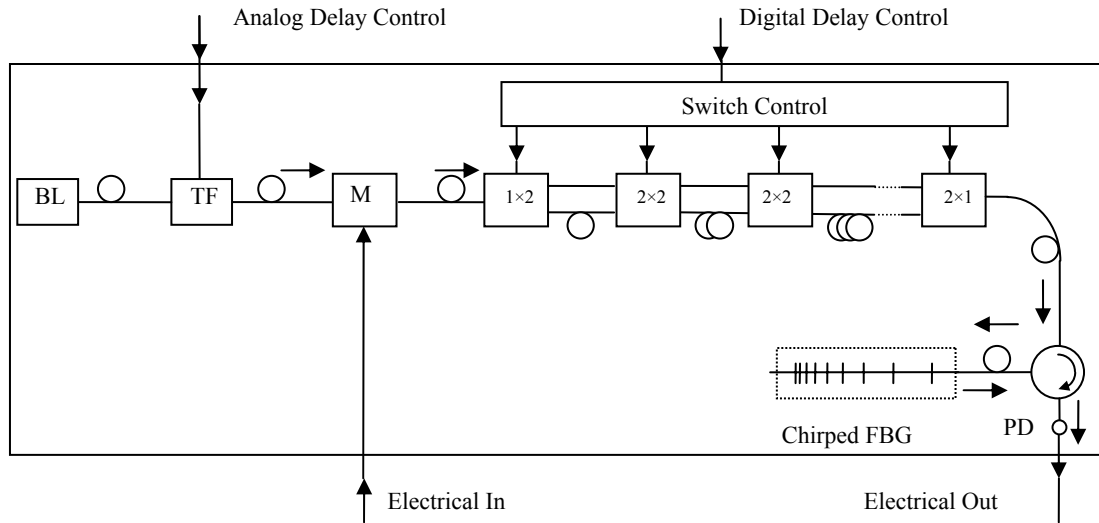 Analog Delay Control
Digital Delay Control
Switch Control
BL
TF
M
1×2
2×2
2×2
2×1
Chirped FBG
PD
Electrical In
Electrical Out